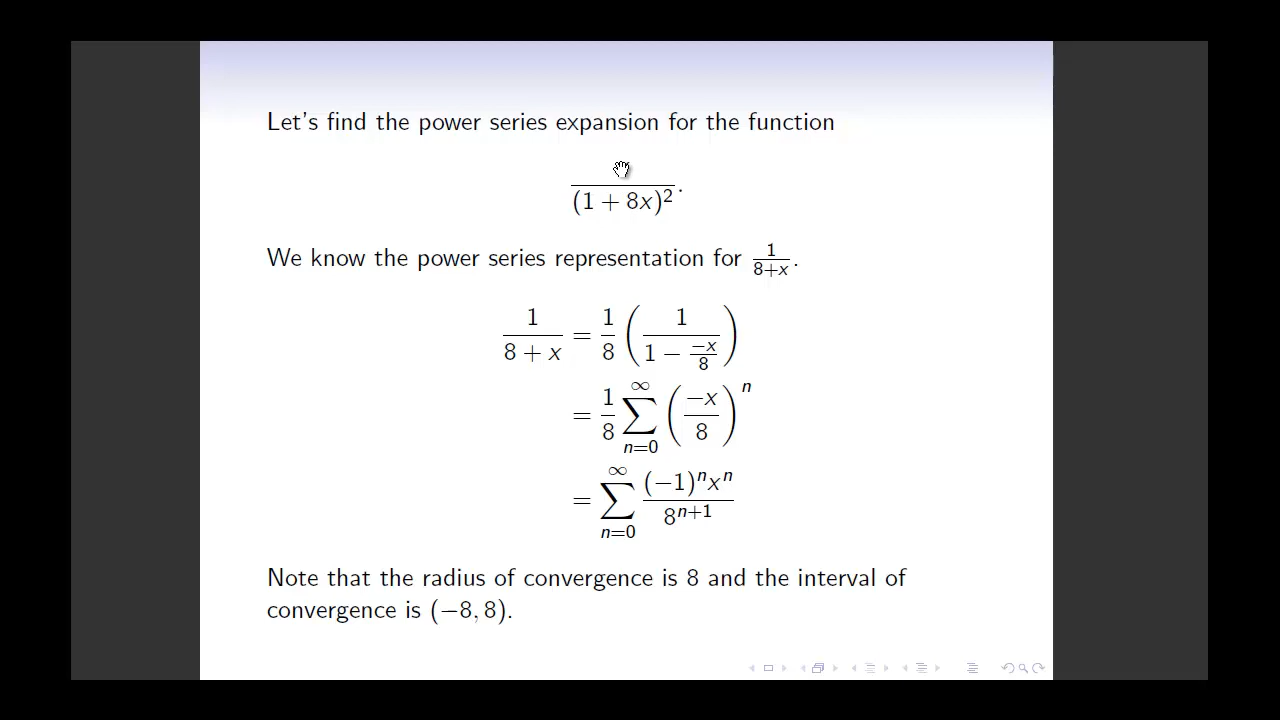 Let's find the power series expansion for the function
/(1 + 8x)².
We know the power series representation for 1/(8+x).
1/(8 + x) = 1/8 (1/(1 − (−x/8)))
= 1/8 ∑_{n=0}^{∞} (−x/8)^n
= ∑_{n=0}^{∞} (−1)^n x^n / 8^{n+1}
Note that the radius of convergence is 8 and the interval of
convergence is (−8, 8).